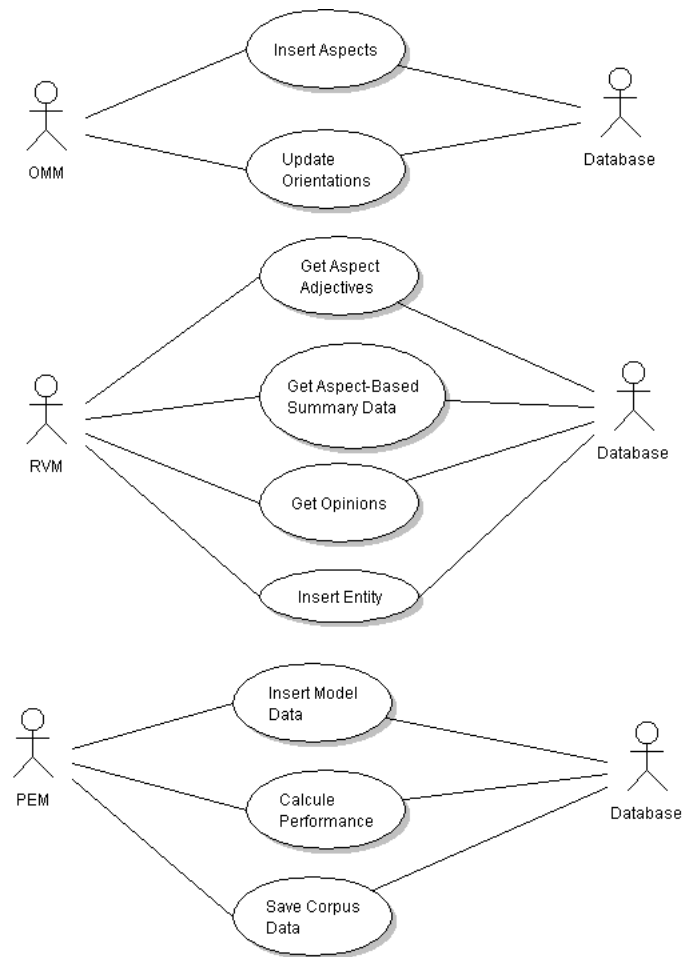 Insert Aspects
OMM
Database
Update
Orientations
Get Aspect
Adjectives
Get Aspect-Based
Summary Data
RVM
Database
Get Opinions
Insert Entity
Insert Model
Data
PEM
Database
Calcule
Performance
Save Corpus
Data